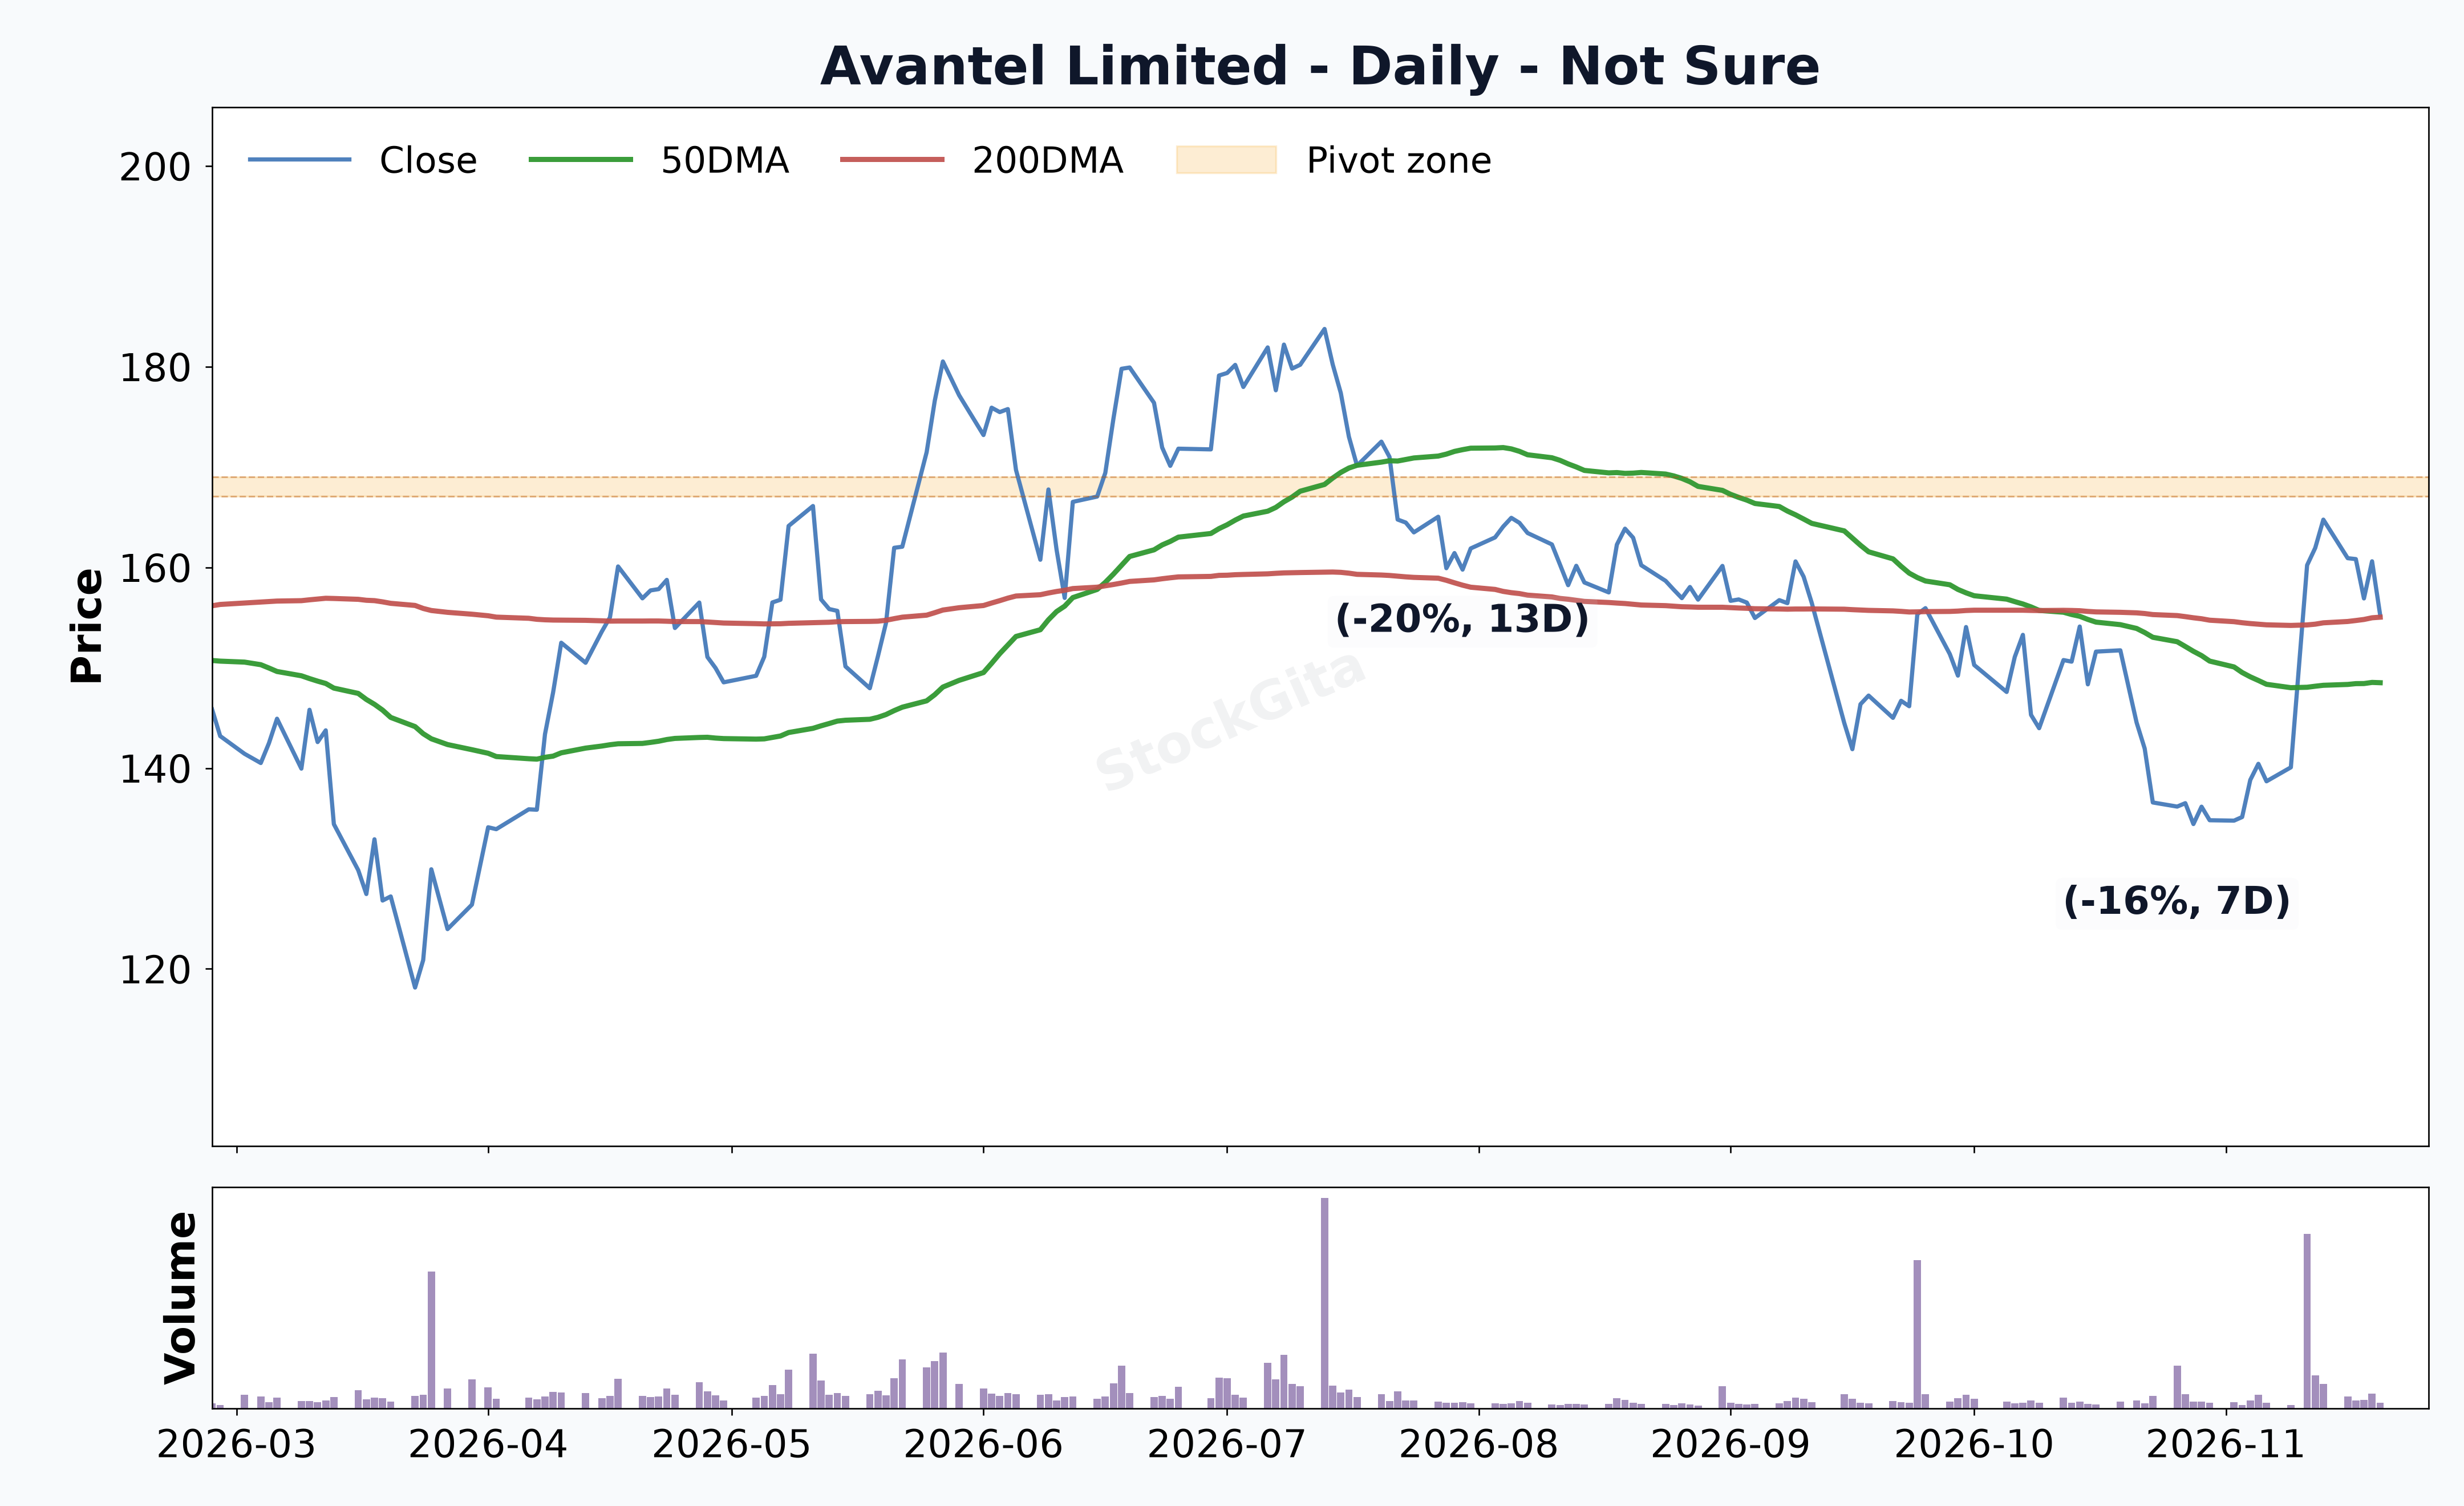 Avantel Limited - Daily - Not Sure
Close 50DMA 200DMA Pivot zone
200
180
160
140
120
Price
(-20%, 13D)
StockGita
(-16%, 7D)
Volume
2026-03 2026-04 2026-05 2026-06 2026-07 2026-08 2026-09 2026-10 2026-11